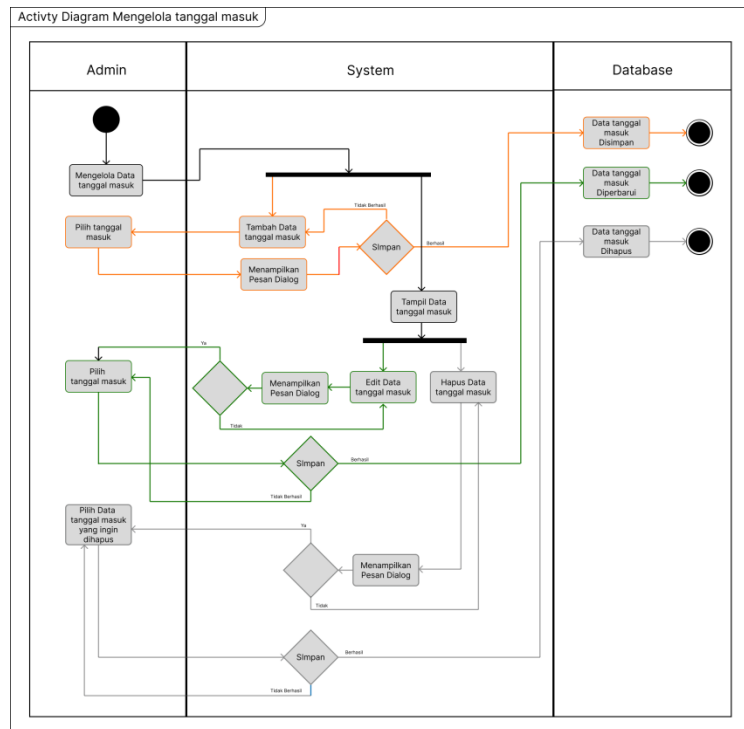 Activty Diagram Mengelola tanggal masuk
Admin
System
Database
Mengelola Data
tanggal masuk
Data tanggal
masuk
Disimpan
Data tanggal
masuk
Diperbarui
Data tanggal
masuk
Dihapus
Pilih tanggal
masuk
Tambah Data
tanggal masuk
Tidak Berhasil
SImpan
Berhasil
Menampilkan
Pesan Dialog
Tampil Data
tanggal masuk
Ya
Pilih
tanggal masuk
Menampilkan
Pesan Dialog
Edit Data
tanggal masuk
Hapus Data
tanggal masuk
Tidak
SImpan
Berhasil
Tidak Berhasil
Pilih Data
tanggal masuk
yang ingin
dihapus
Ya
Menampilkan
Pesan Dialog
Tidak
SImpan
Berhasil
Tidak Berhasil